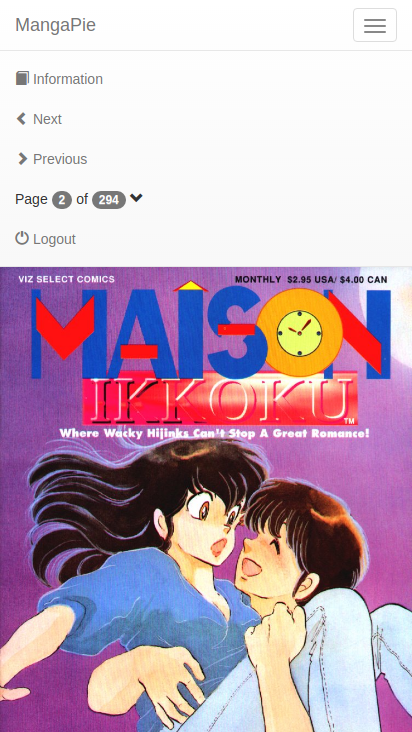 MangaPie
Information
Next
Previous
Page 2 of 294
Logout
VIZ SELECT COMICS
MONTHLY $2.95 USA/ $4.00 CAN
MAISON
IKKOKU
TM
Where Wacky Hijinks Can't Stop A Great Romance!